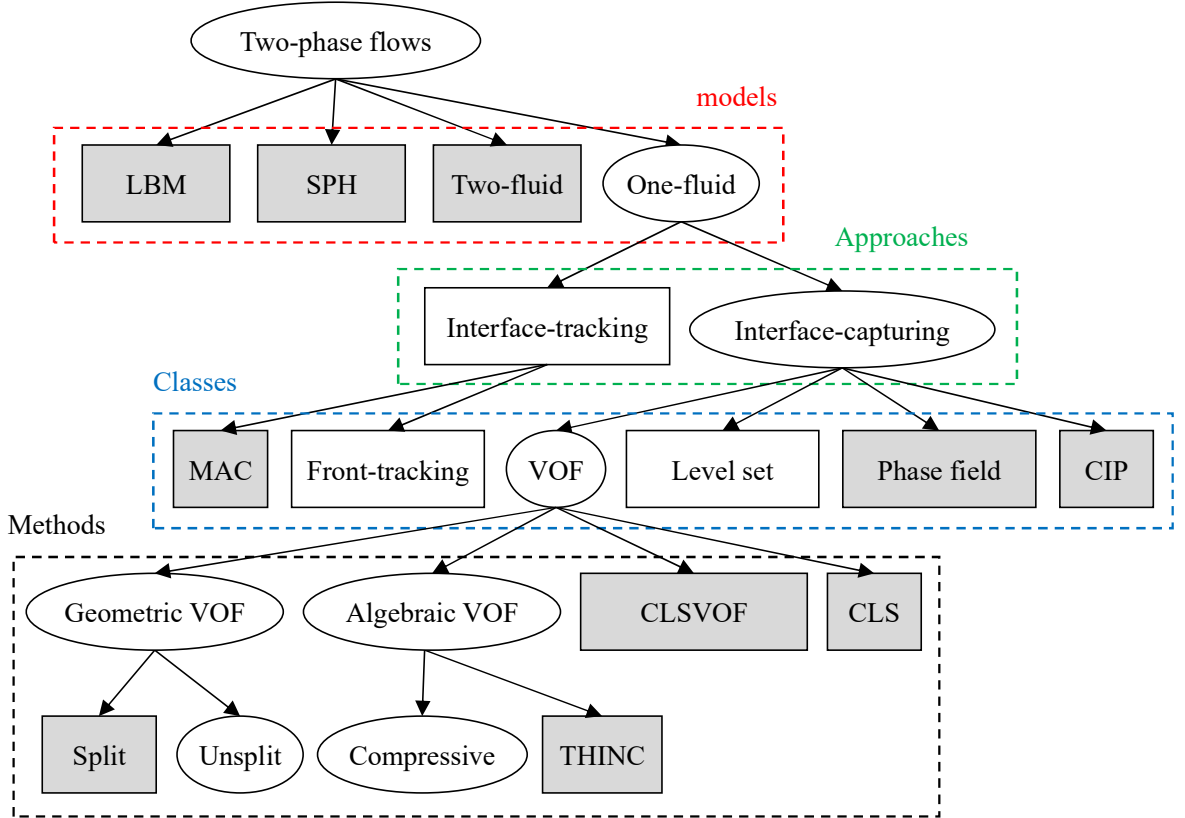 Two-phase flows
models
LBM
SPH
Two-fluid
One-fluid
Approaches
Interface-tracking
Interface-capturing
Classes
MAC
Front-tracking
VOF
Level set
Phase field
CIP
Methods
Geometric VOF
Algebraic VOF
CLSVOF
CLS
Split
Unsplit
Compressive
THINC